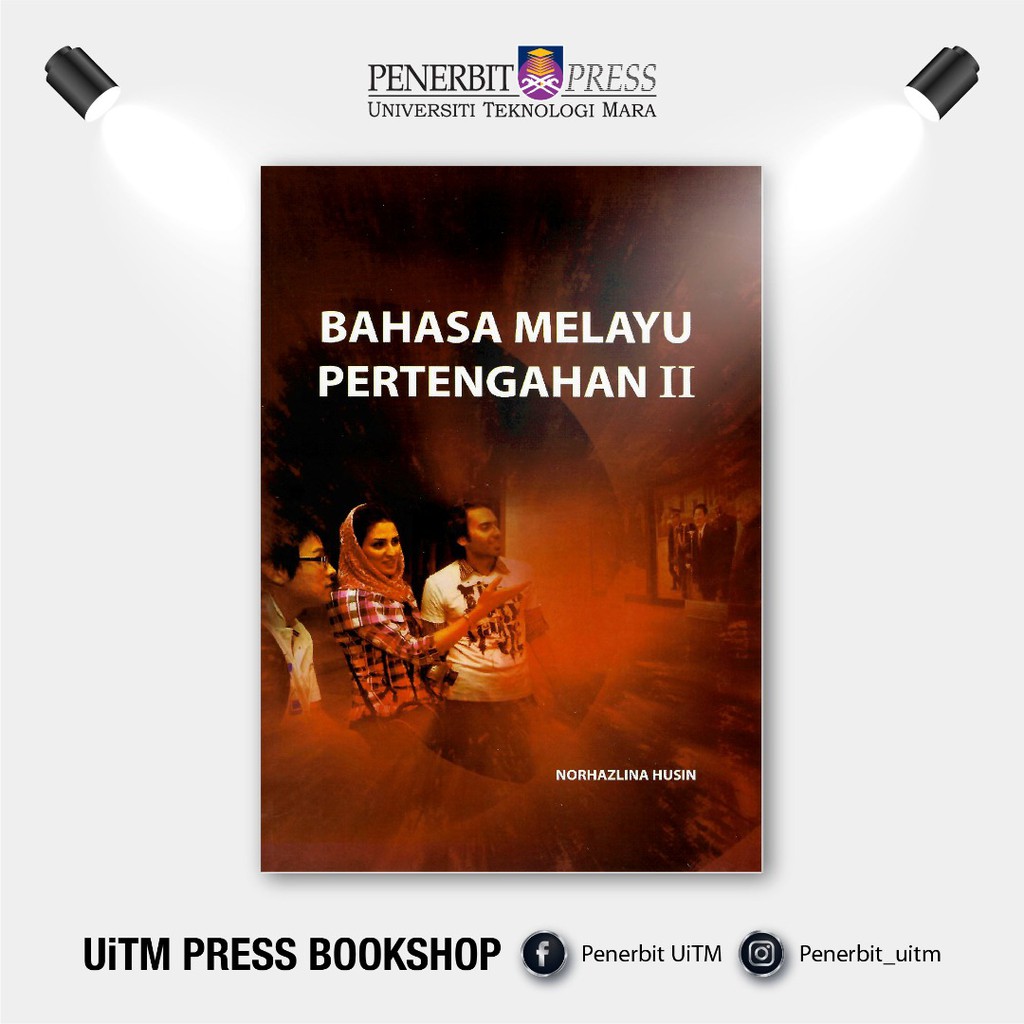 PENERBIT PRESS
UNIVERSITI TEKNOLOGI MARA
BAHASA MELAYU
PERTENGAHAN II
NORHAZLINA HUSIN
UiTM PRESS BOOKSHOP
Penerbit UiTM
Penerbit_uitm